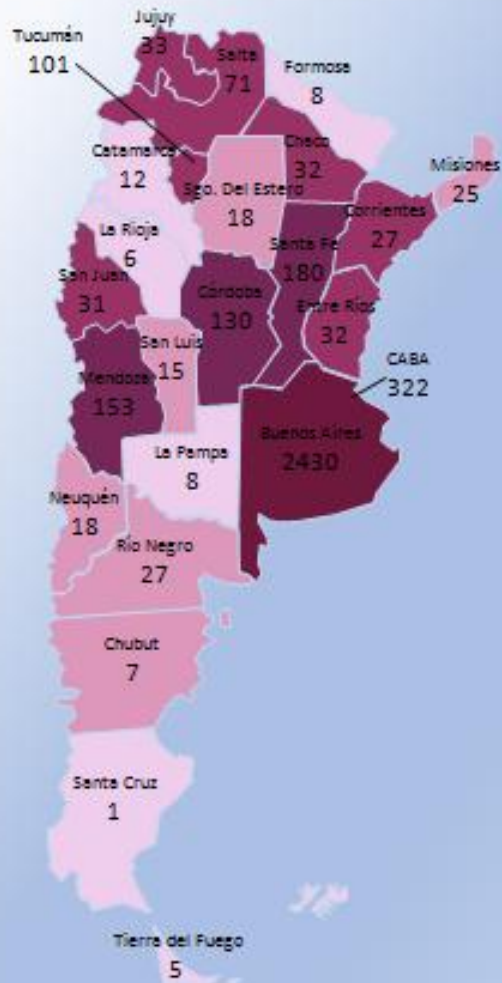 Jujuy
33
Tucumán
101
Salta
71
Formosa
8
Catamarca
12
Chaco
32
Misiones
25
Sgo. Del Estero
18
Corrientes
27
La Rioja
6
Santa Fe
180
San Juan
31
Córdoba
130
Entre Ríos
32
San Luis
15
CABA
322
Mendoza
153
Buenos Aires
2430
La Pampa
8
Neuquén
18
Río Negro
27
Chubut
7
Santa Cruz
1
Tierra del Fuego
5